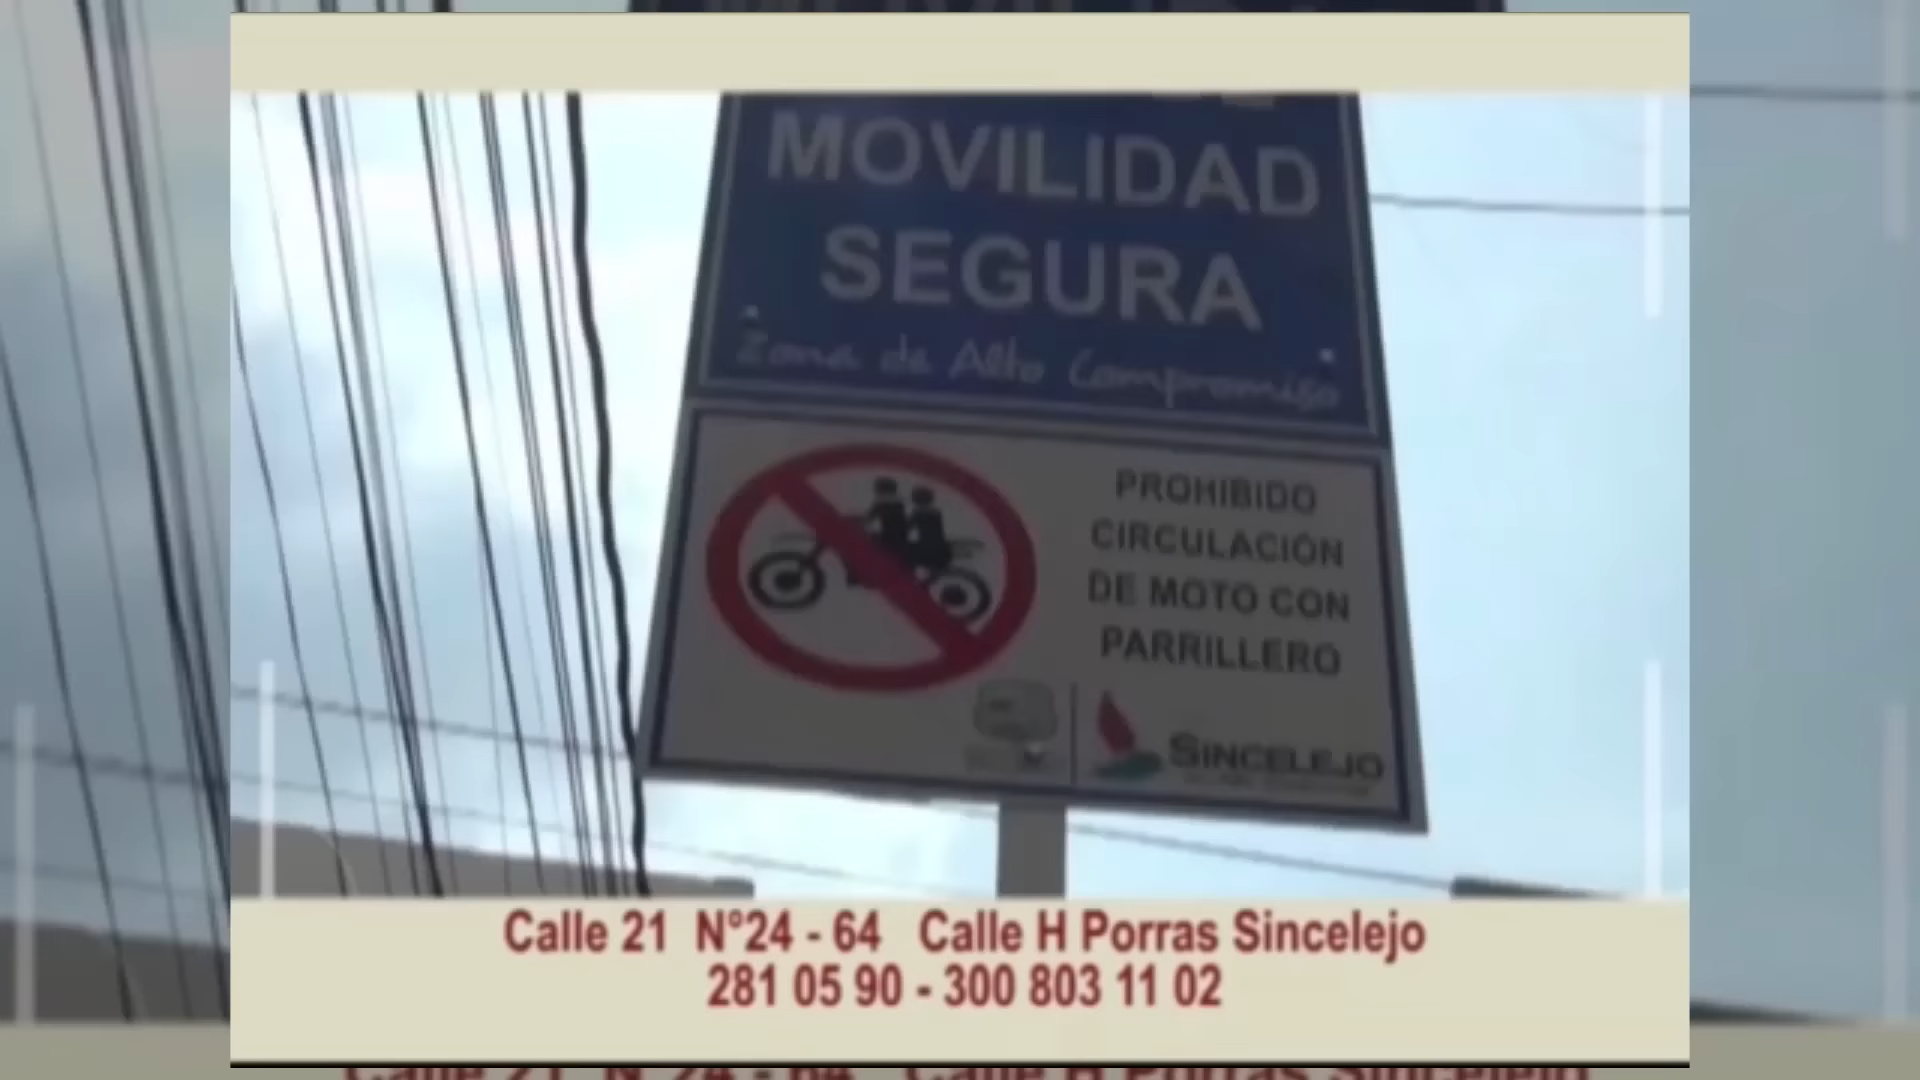 MOVILIDAD
SEGURA
Zona de Alto Compromiso
PROHIBIDO
CIRCULACIÓN
DE MOTO CON
PARRILLERO
SINCELEJO
Calle 21 N°24 - 64 Calle H Porras Sincelejo
281 05 90 - 300 803 11 02